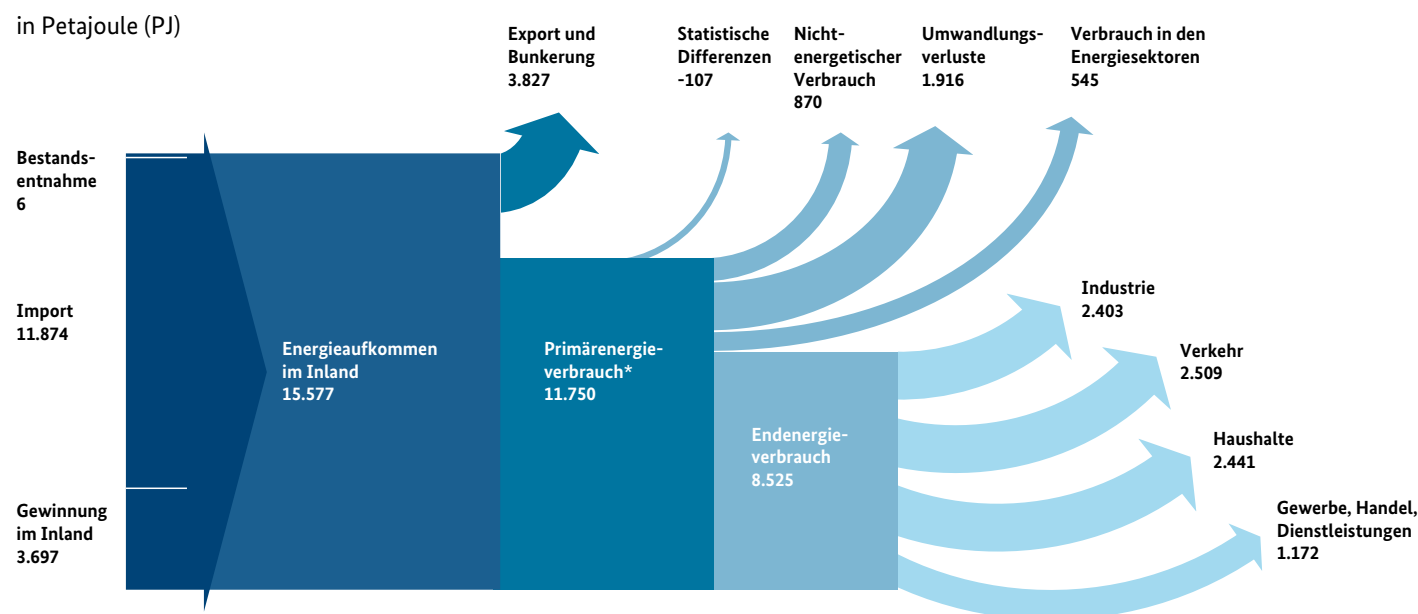 in Petajoule (PJ)
Export und
Bunkerung
3.827
Statistische
Differenzen
-107
Nicht-
energetischer
Verbrauch
870
Umwandlungs-
verluste
1.916
Verbrauch in den
Energiesektoren
545
Bestands-
entnahme
6
Import
11.874
Gewinnung
im Inland
3.697
Energieaufkommen
im Inland
15.577
Primärenergie-
verbrauch*
11.750
Endenergie-
verbrauch
8.525
Industrie
2.403
Verkehr
2.509
Haushalte
2.441
Gewerbe, Handel,
Dienstleistungen
1.172